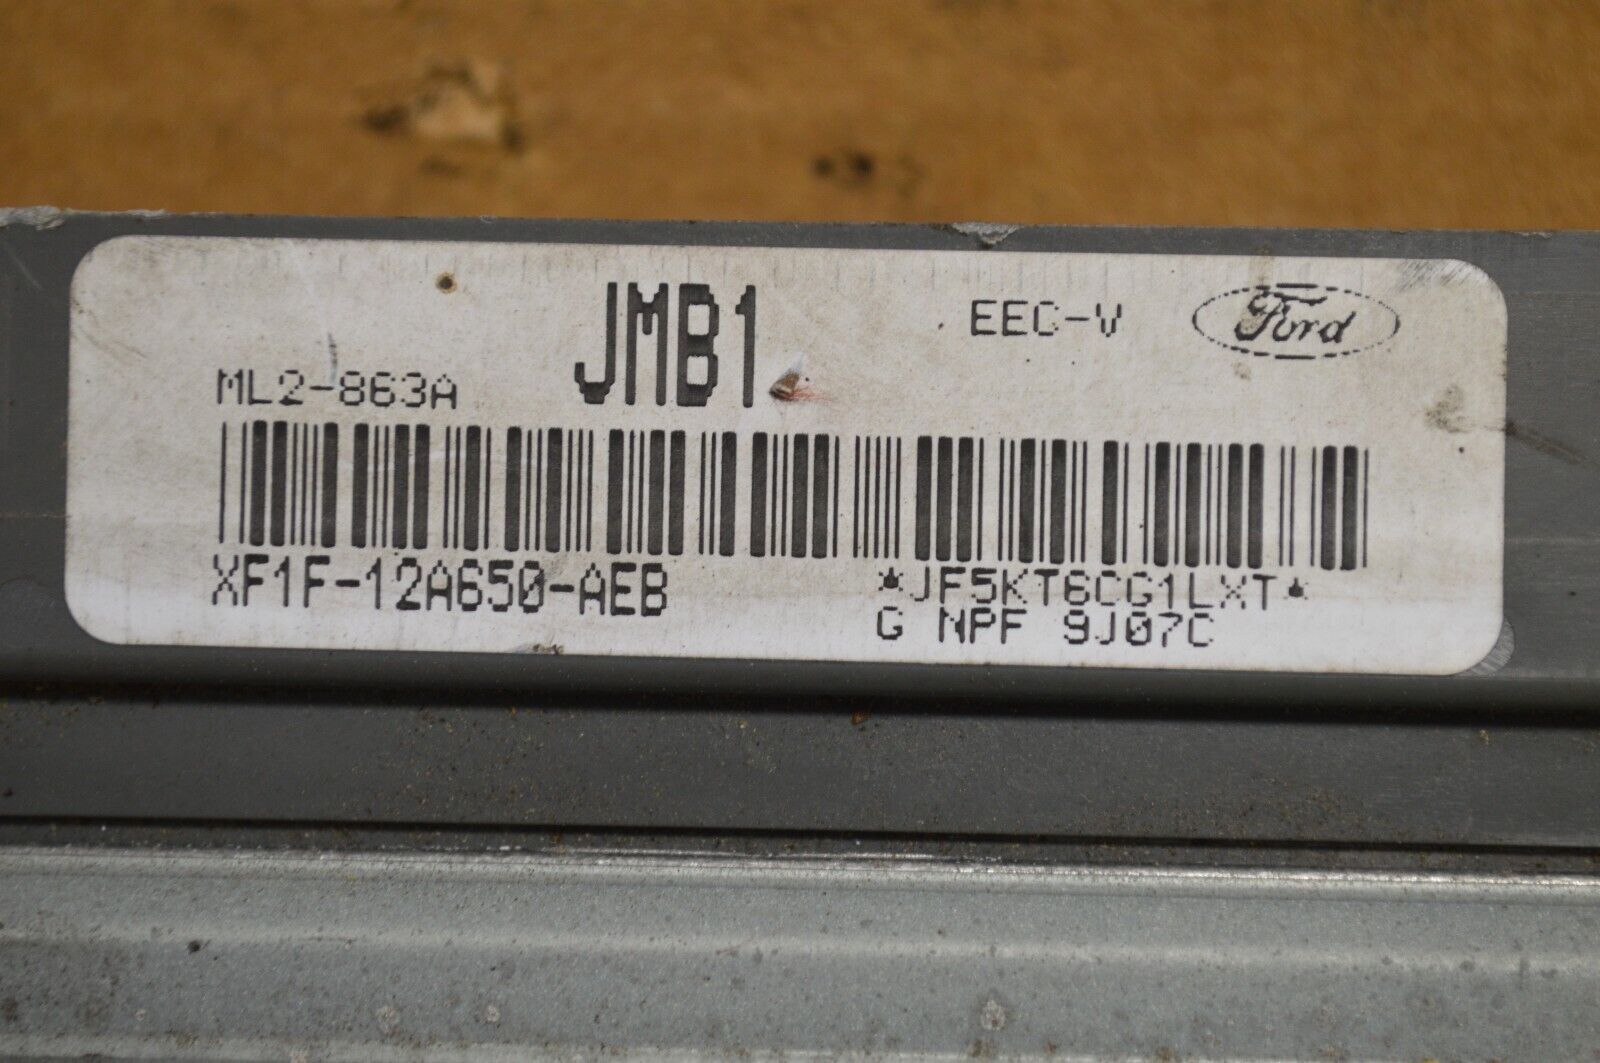 JMB1
EEC-V
Ford
ML2-863A
XF1F-12A650-AEB
*JF5KT6CG1LXT*
G NPF 9J07C